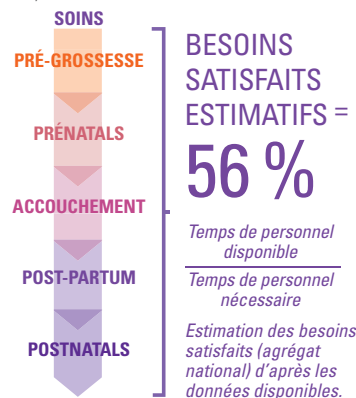 SOINS
PRÉ-GROSSESSE
PRÉNATALS
ACCOUCHEMENT
POST-PARTUM
POSTNATALS
BESOINS
SATISFAITS
ESTIMATIFS =
56 %
Temps de personnel
disponible
Temps de personnel
nécessaire
Estimation des besoins
satisfaits (agrégat
national) d’après les
données disponibles.